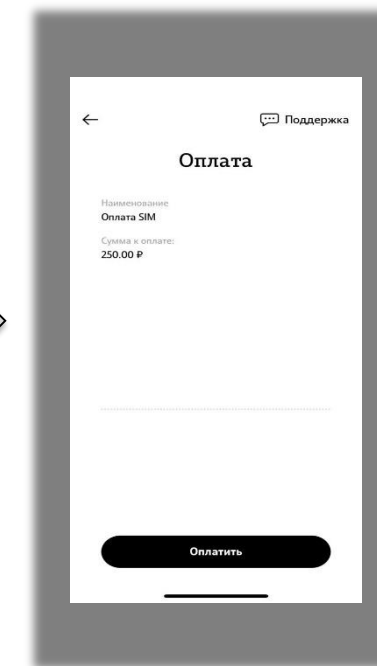 Поддержка
Оплата
Наименование
Оплата SIM
Сумма к оплате:
250.00 ₽
Оплатить